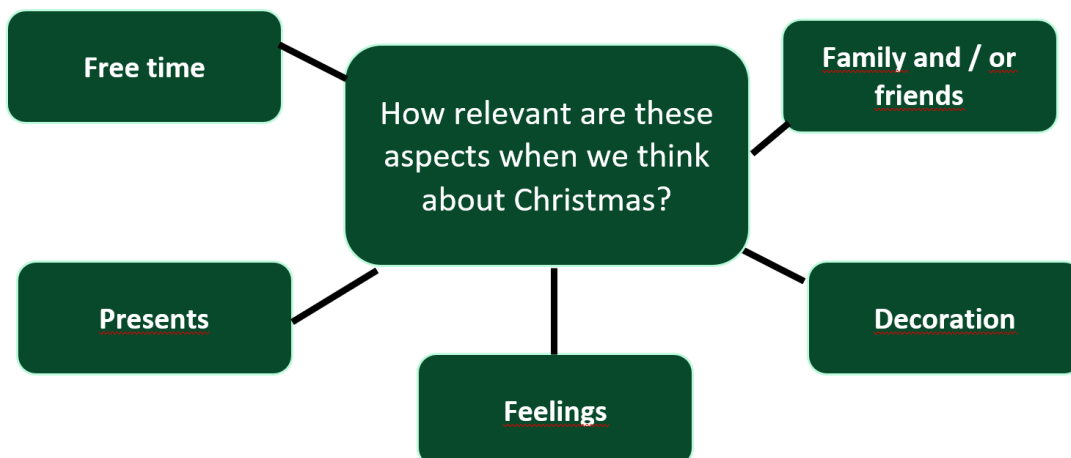 Free time
How relevant are these
aspects when we think
about Christmas?
Family and / or
friends
Presents
Feelings
Decoration